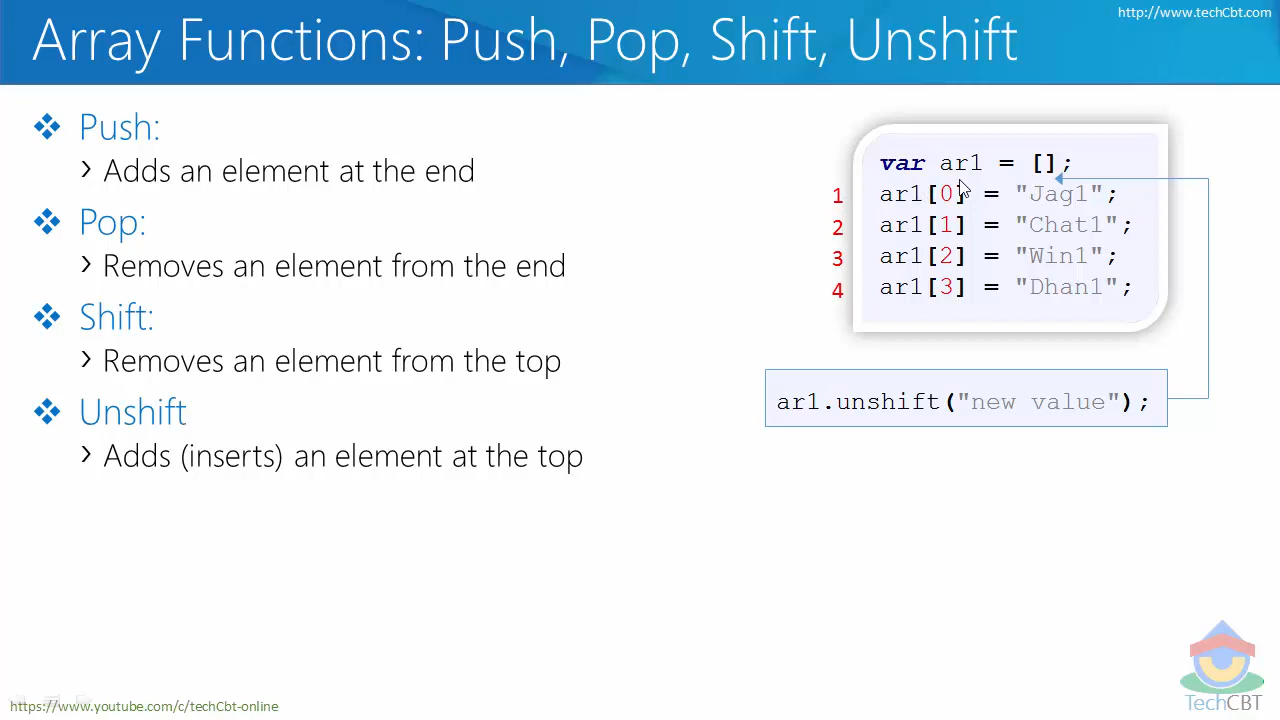 http://www.techCbt.com
Array Functions: Push, Pop, Shift, Unshift
❖ Push:
› Adds an element at the end
❖ Pop:
› Removes an element from the end
❖ Shift:
› Removes an element from the top
❖ Unshift
› Adds (inserts) an element at the top
var ar1 = [];
1 ar1[0] = "Jag1";
2 ar1[1] = "Chat1";
3 ar1[2] = "Win1";
4 ar1[3] = "Dhan1";
ar1.unshift("new value");
https://www.youtube.com/c/techCbt-online
TechCBT